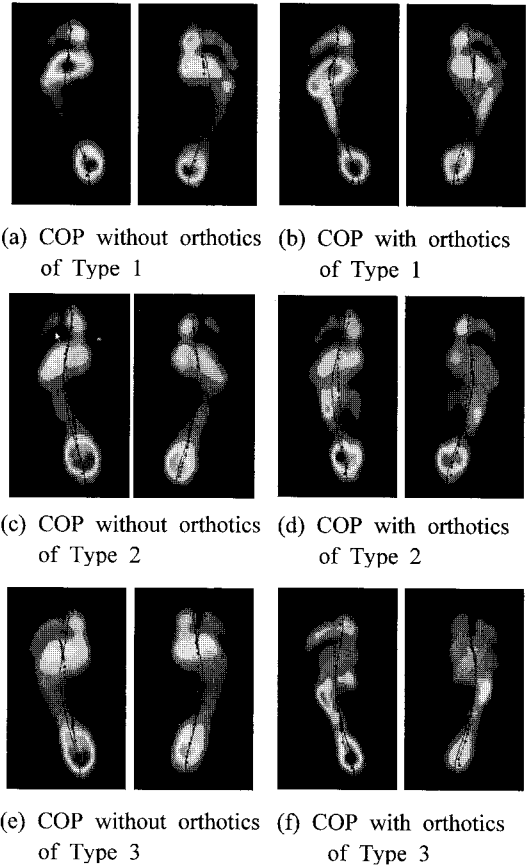 (a) COP without orthotics (b) COP with orthotics
of Type 1 of Type 1
(c) COP without orthotics (d) COP with orthotics
of Type 2 of Type 2
(e) COP without orthotics (f) COP with orthotics
of Type 3 of Type 3